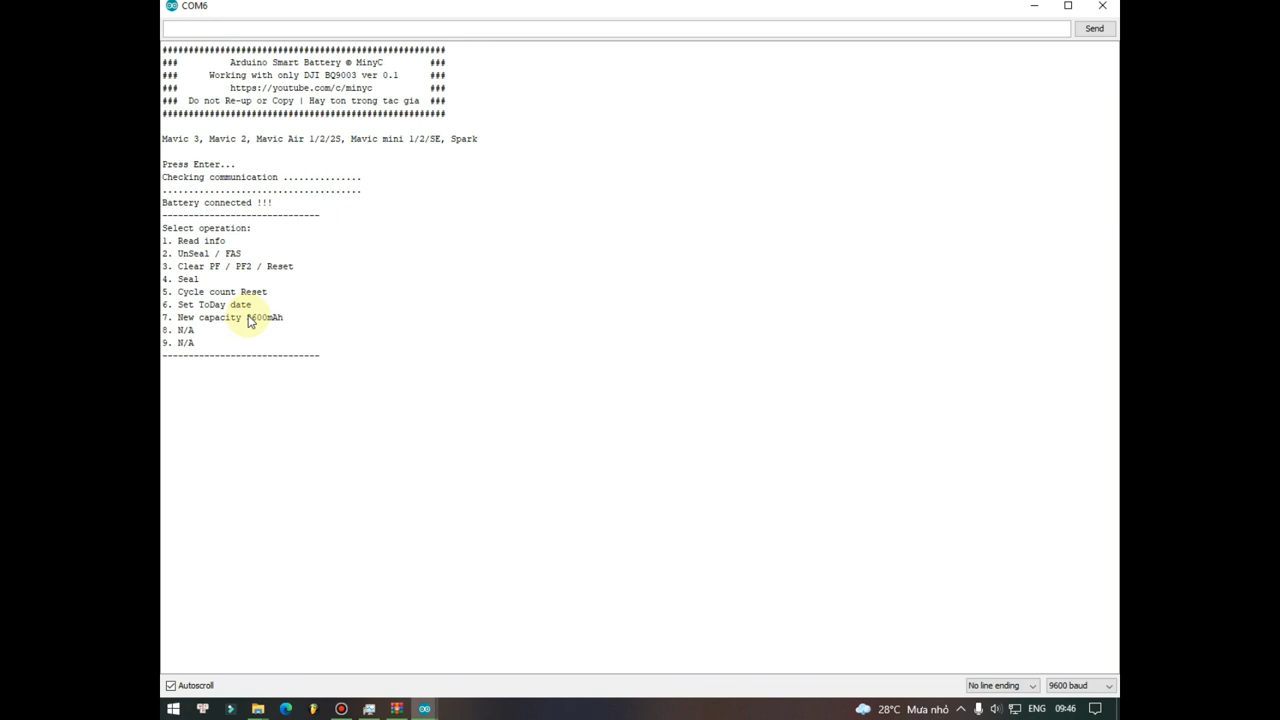 COM6
Send
######################################################
### Arduino Smart Battery @ MinyC ###
### Working with only DJI BQ9003 ver 0.1 ###
### https://youtube.com/c/minyc ###
### Do not Re-up or Copy | Hay ton trong tac gia ###
######################################################
Mavic 3, Mavic 2, Mavic Air 1/2/2S, Mavic mini 1/2/SE, Spark
Press Enter...
Checking communication ...............
......................................
Battery connected !!!
------------------------------
Select operation:
1. Read info
2. UnSeal / FAS
3. Clear PF / PF2 / Reset
4. Seal
5. Cycle count Reset
6. Set ToDay date
7. New capacity
8. N/A
9. N/A
------------------------------
Autoscroll
No line ending
9600 baud
28°C Mưa nhỏ
ENG
09:46